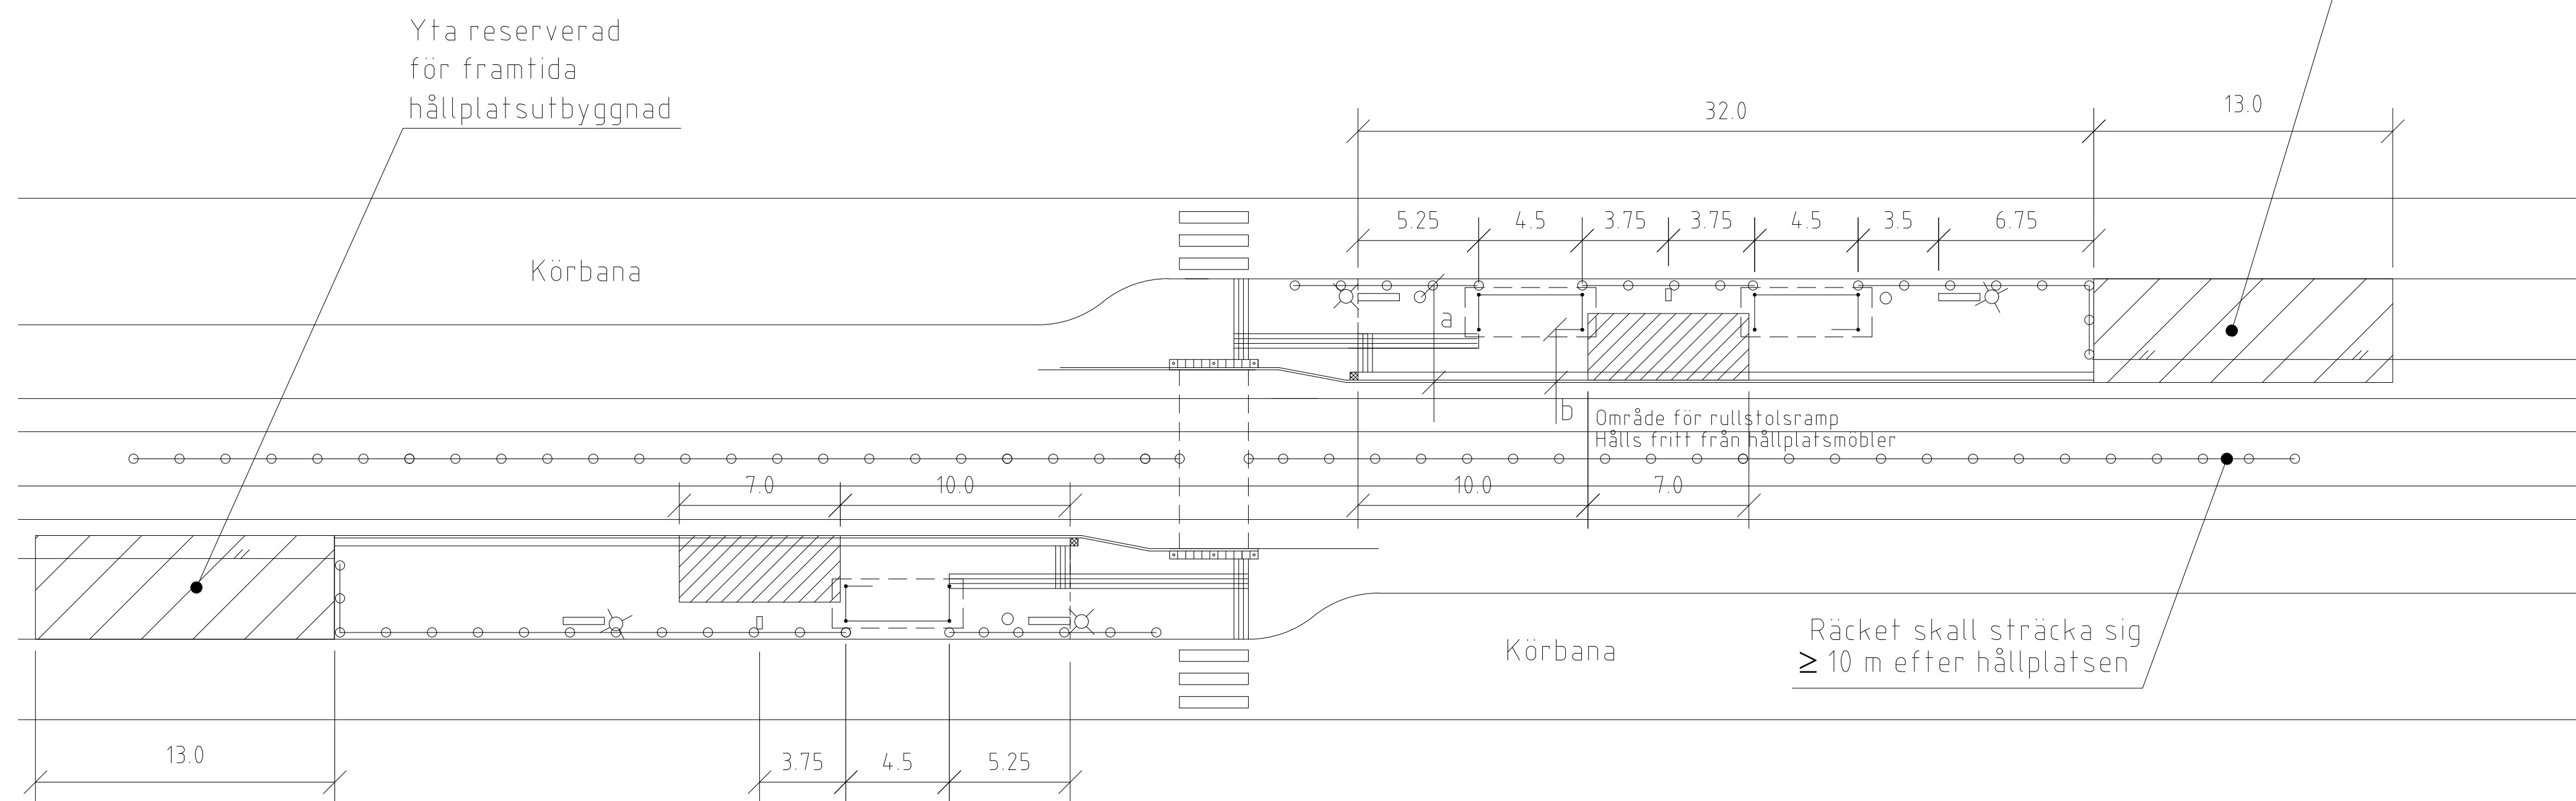 Yta reserverad
för framtida
hållplatsutbyggnad
32.0
13.0
5.25 4.5 3.75 3.75 4.5 3.5 6.75
Körbana
a
b
Område för rullstolsramp
Hålls fritt från hållplatsmöbler
7.0 10.0 10.0 7.0
Körbana
Räcket skall sträcka sig
≥ 10 m efter hållplatsen
13.0
3.75 4.5 5.25